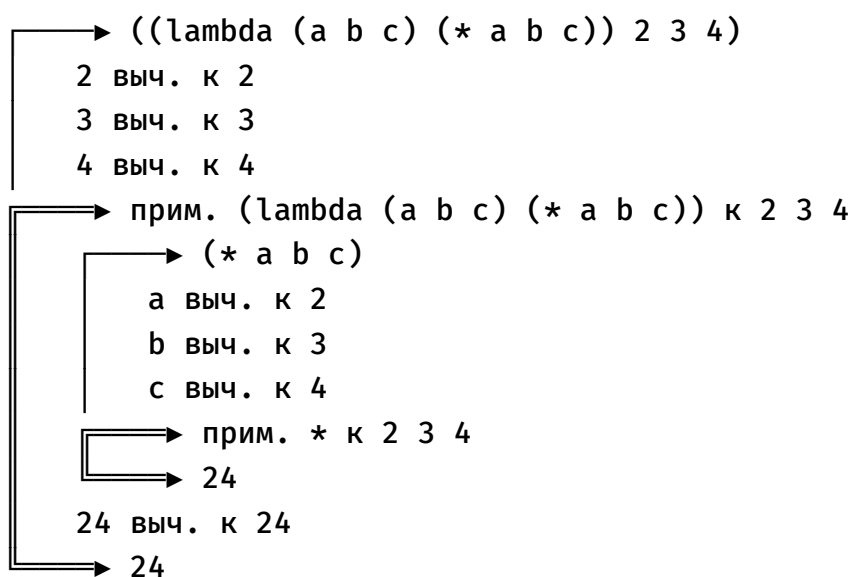 ((lambda (a b c) (* a b c)) 2 3 4)
2 выч. к 2
3 выч. к 3
4 выч. к 4
прим. (lambda (a b c) (* a b c)) к 2 3 4
(* a b c)
a выч. к 2
b выч. к 3
c выч. к 4
прим. * к 2 3 4
24
24 выч. к 24
24